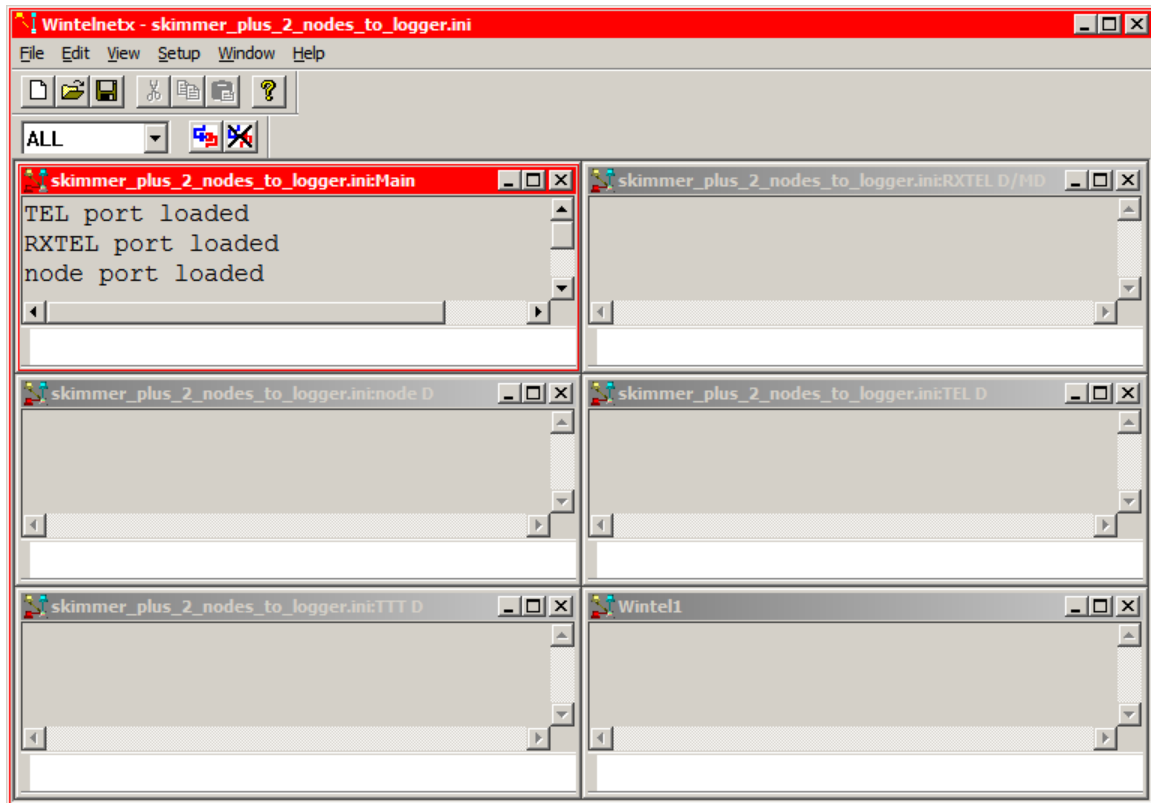 Wintelnetx - skimmer_plus_2_nodes_to_logger.ini
File Edit View Setup Window Help
ALL
skimmer_plus_2_nodes_to_logger.ini:Main
skimmer_plus_2_nodes_to_logger.ini:RXTEL D/MD
TEL port loaded
RXTEL port loaded
node port loaded
skimmer_plus_2_nodes_to_logger.ini:node D
skimmer_plus_2_nodes_to_logger.ini:TEL D
skimmer_plus_2_nodes_to_logger.ini:TTT D
Wintel1